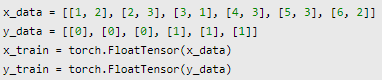 x_data = [[1, 2], [2, 3], [3, 1], [4, 3], [5, 3], [6, 2]]
y_data = [[0], [0], [0], [1], [1], [1]]
x_train = torch.FloatTensor(x_data)
y_train = torch.FloatTensor(y_data)